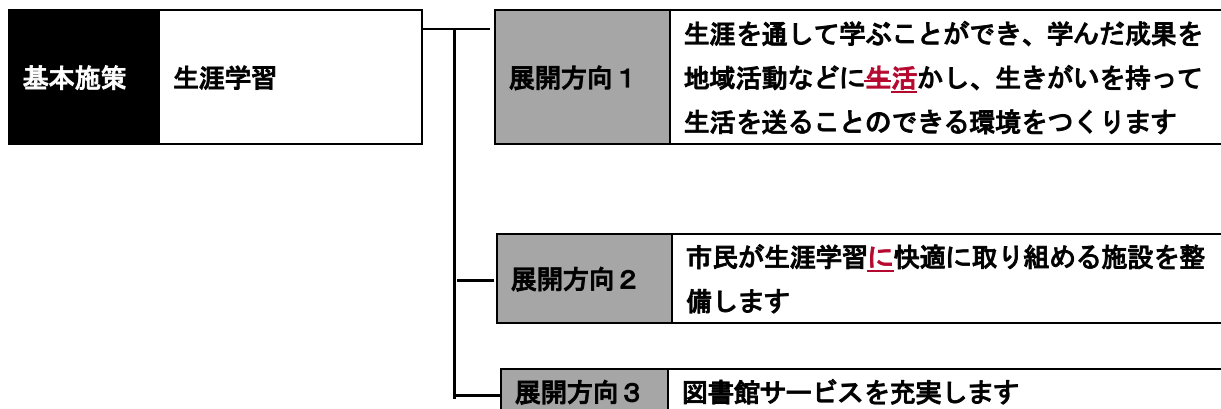 基本施策
生涯学習
展開方向１
生涯を通して学ぶことができ、学んだ成果を
地域活動などに生活かし、生きがいを持って
生活を送ることのできる環境をつくります
展開方向２
市民が生涯学習に快適に取り組める施設を整
備します
展開方向３
図書館サービスを充実します